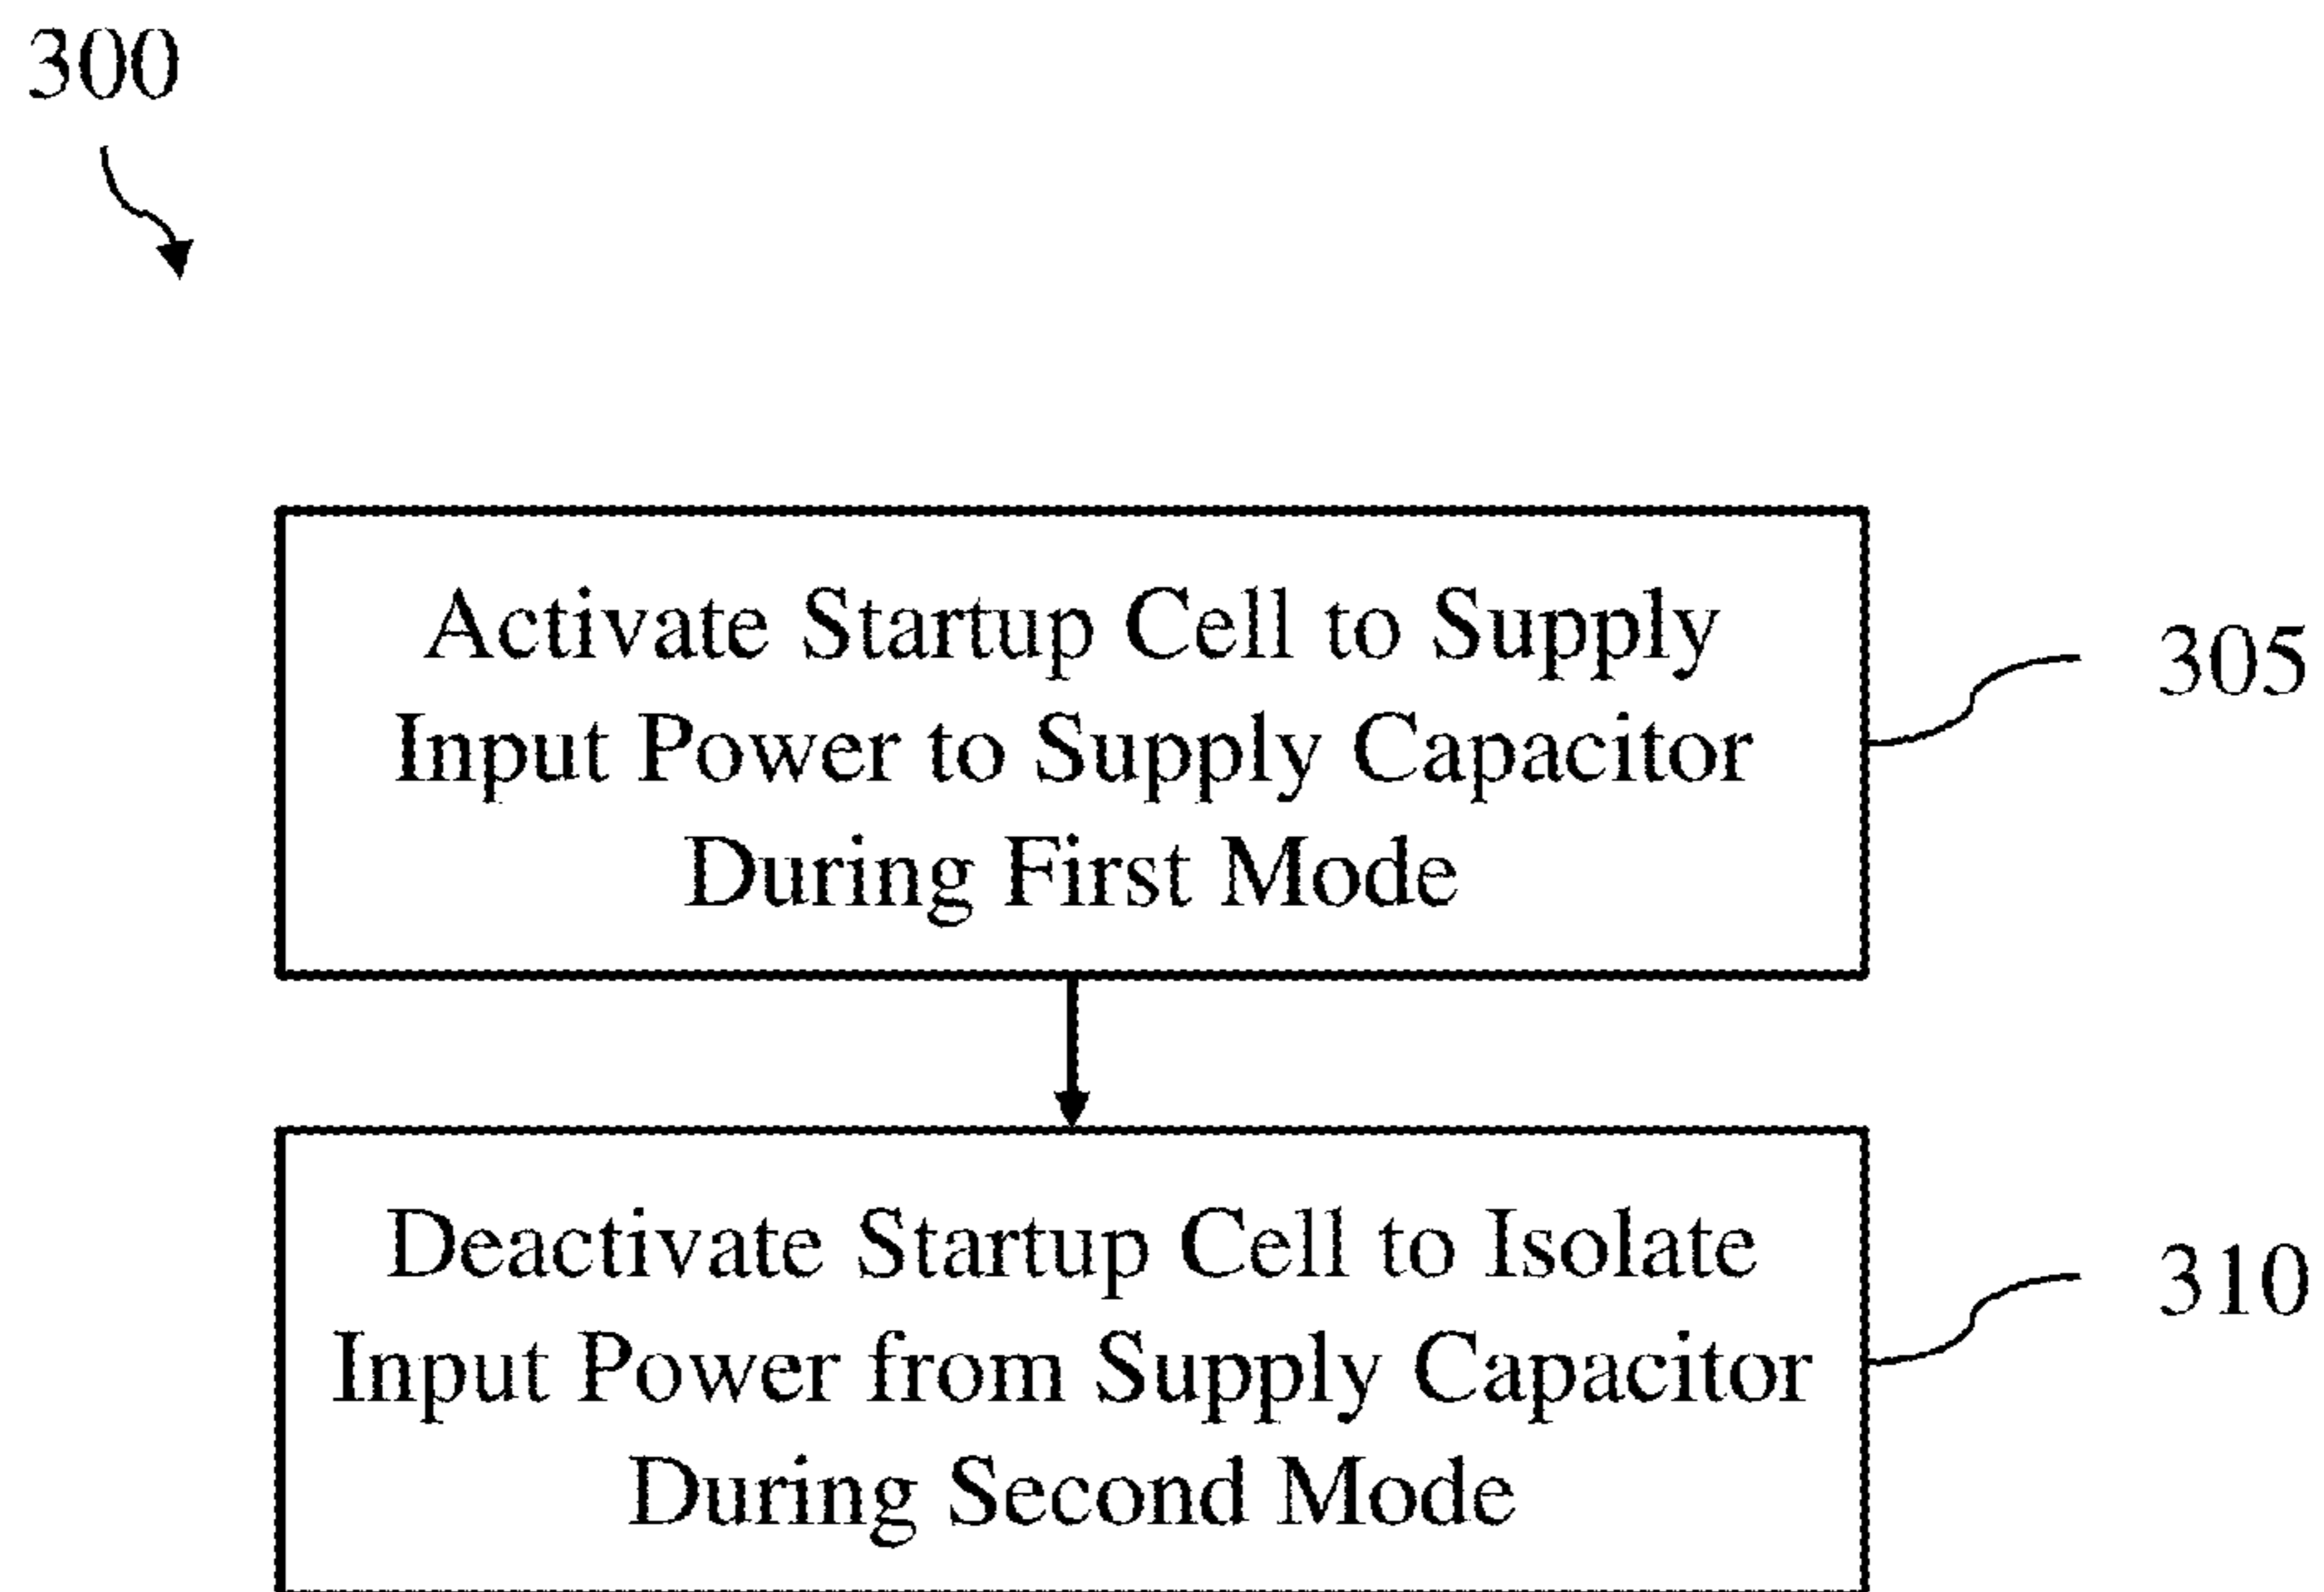 300
Activate Startup Cell to Supply
Input Power to Supply Capacitor
During First Mode
305
Deactivate Startup Cell to Isolate
Input Power from Supply Capacitor
During Second Mode
310